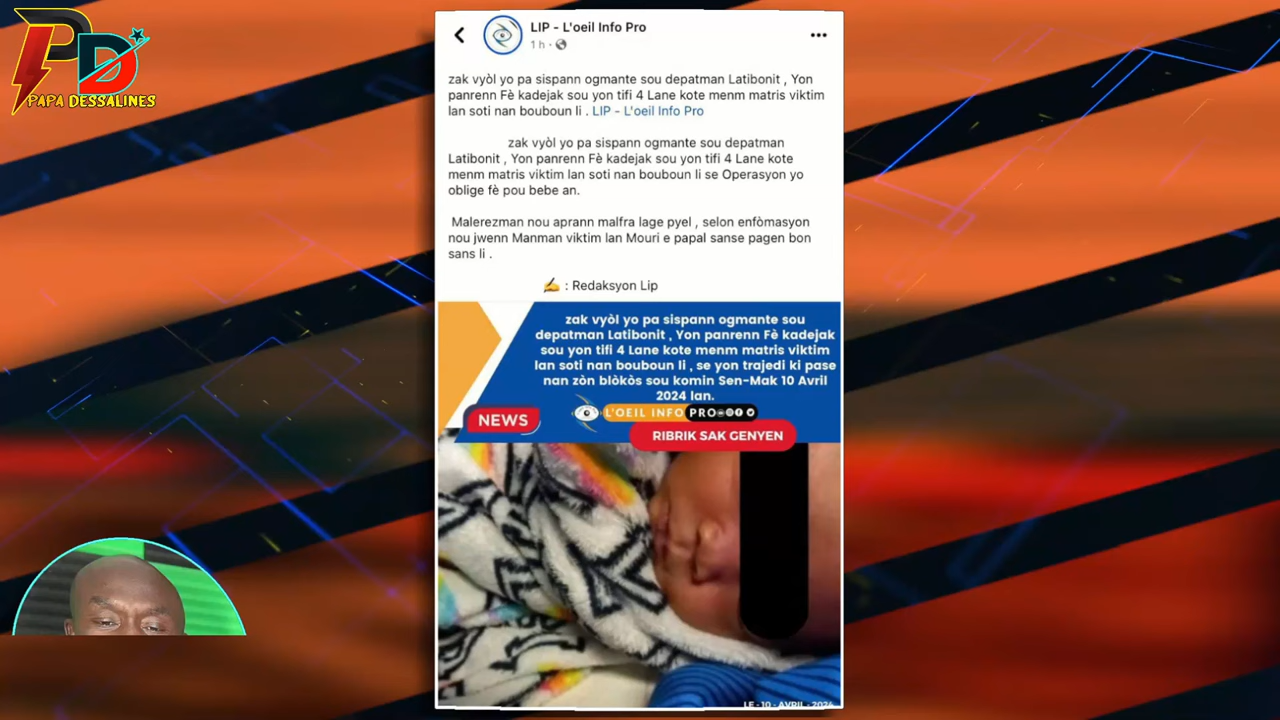 PD
PAPA DESSALINES
LIP - L'oeil Info Pro
1 h ·
zak vyòl yo pa sispann ogmante sou depatman Latibonit , Yon
panrenn Fè kadejak sou yon tifi 4 Lane kote menm matris viktim
lan soti nan bouboun li . LIP - L'oeil Info Pro
zak vyòl yo pa sispann ogmante sou depatman
Latibonit , Yon panrenn Fè kadejak sou yon tifi 4 Lane kote
menm matris viktim lan soti nan bouboun li se Operasyon yo
oblige fè pou bebe an.
Malerezman nou aprann malfra lage pyel , selon enfòmasyon
nou jwenn Manman viktim lan Mouri e papal sanse pagen bon
sans li .
✍️ : Redaksyon Lip
zak vyòl yo pa sispann ogmante sou
depatman Latibonit , Yon panrenn Fè kadejak
sou yon tifi 4 Lane kote menm matris viktim
lan soti nan bouboun li , se yon trajedi ki pase
nan zòn blòkòs sou komin Sen-Mak 10 Avril
2024 lan.
NEWS
L'OEIL INFO PRO
RIBRIK SAK GENYEN
LE - 10 - AVRIL - 2024